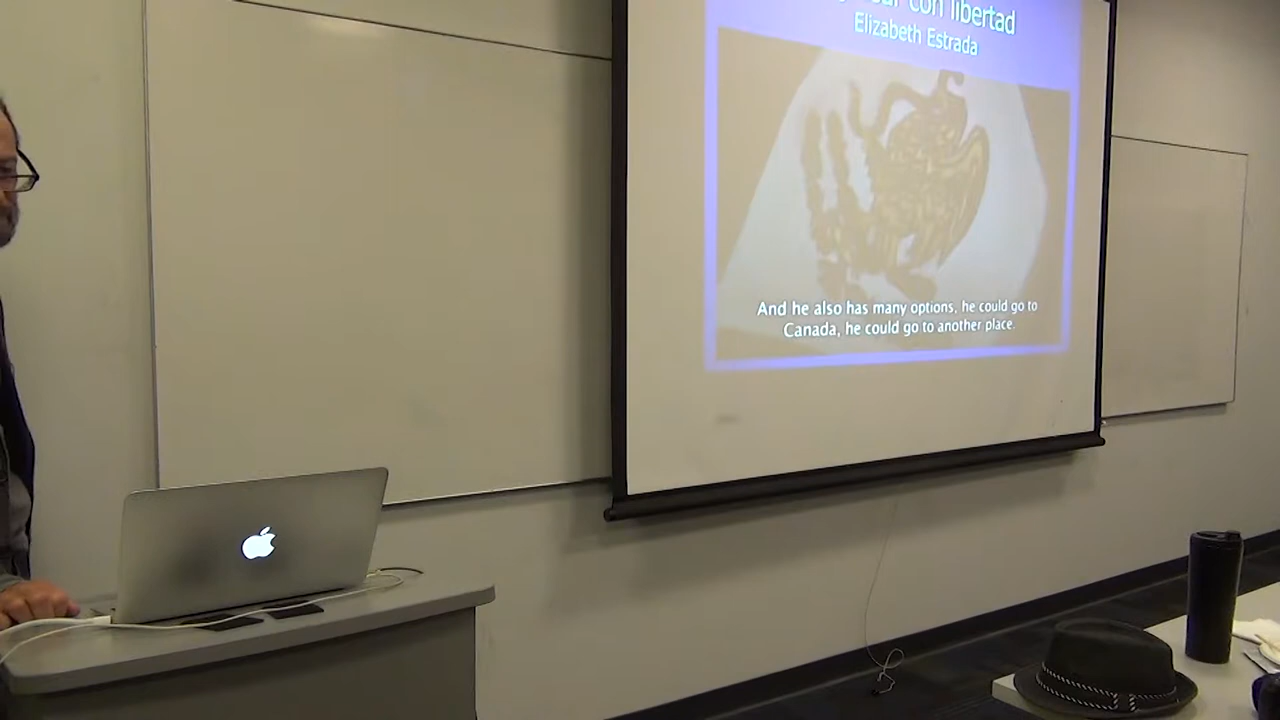 con libertad
Elizabeth Estrada
And he also has many options, he could go to
Canada, he could go to another place.